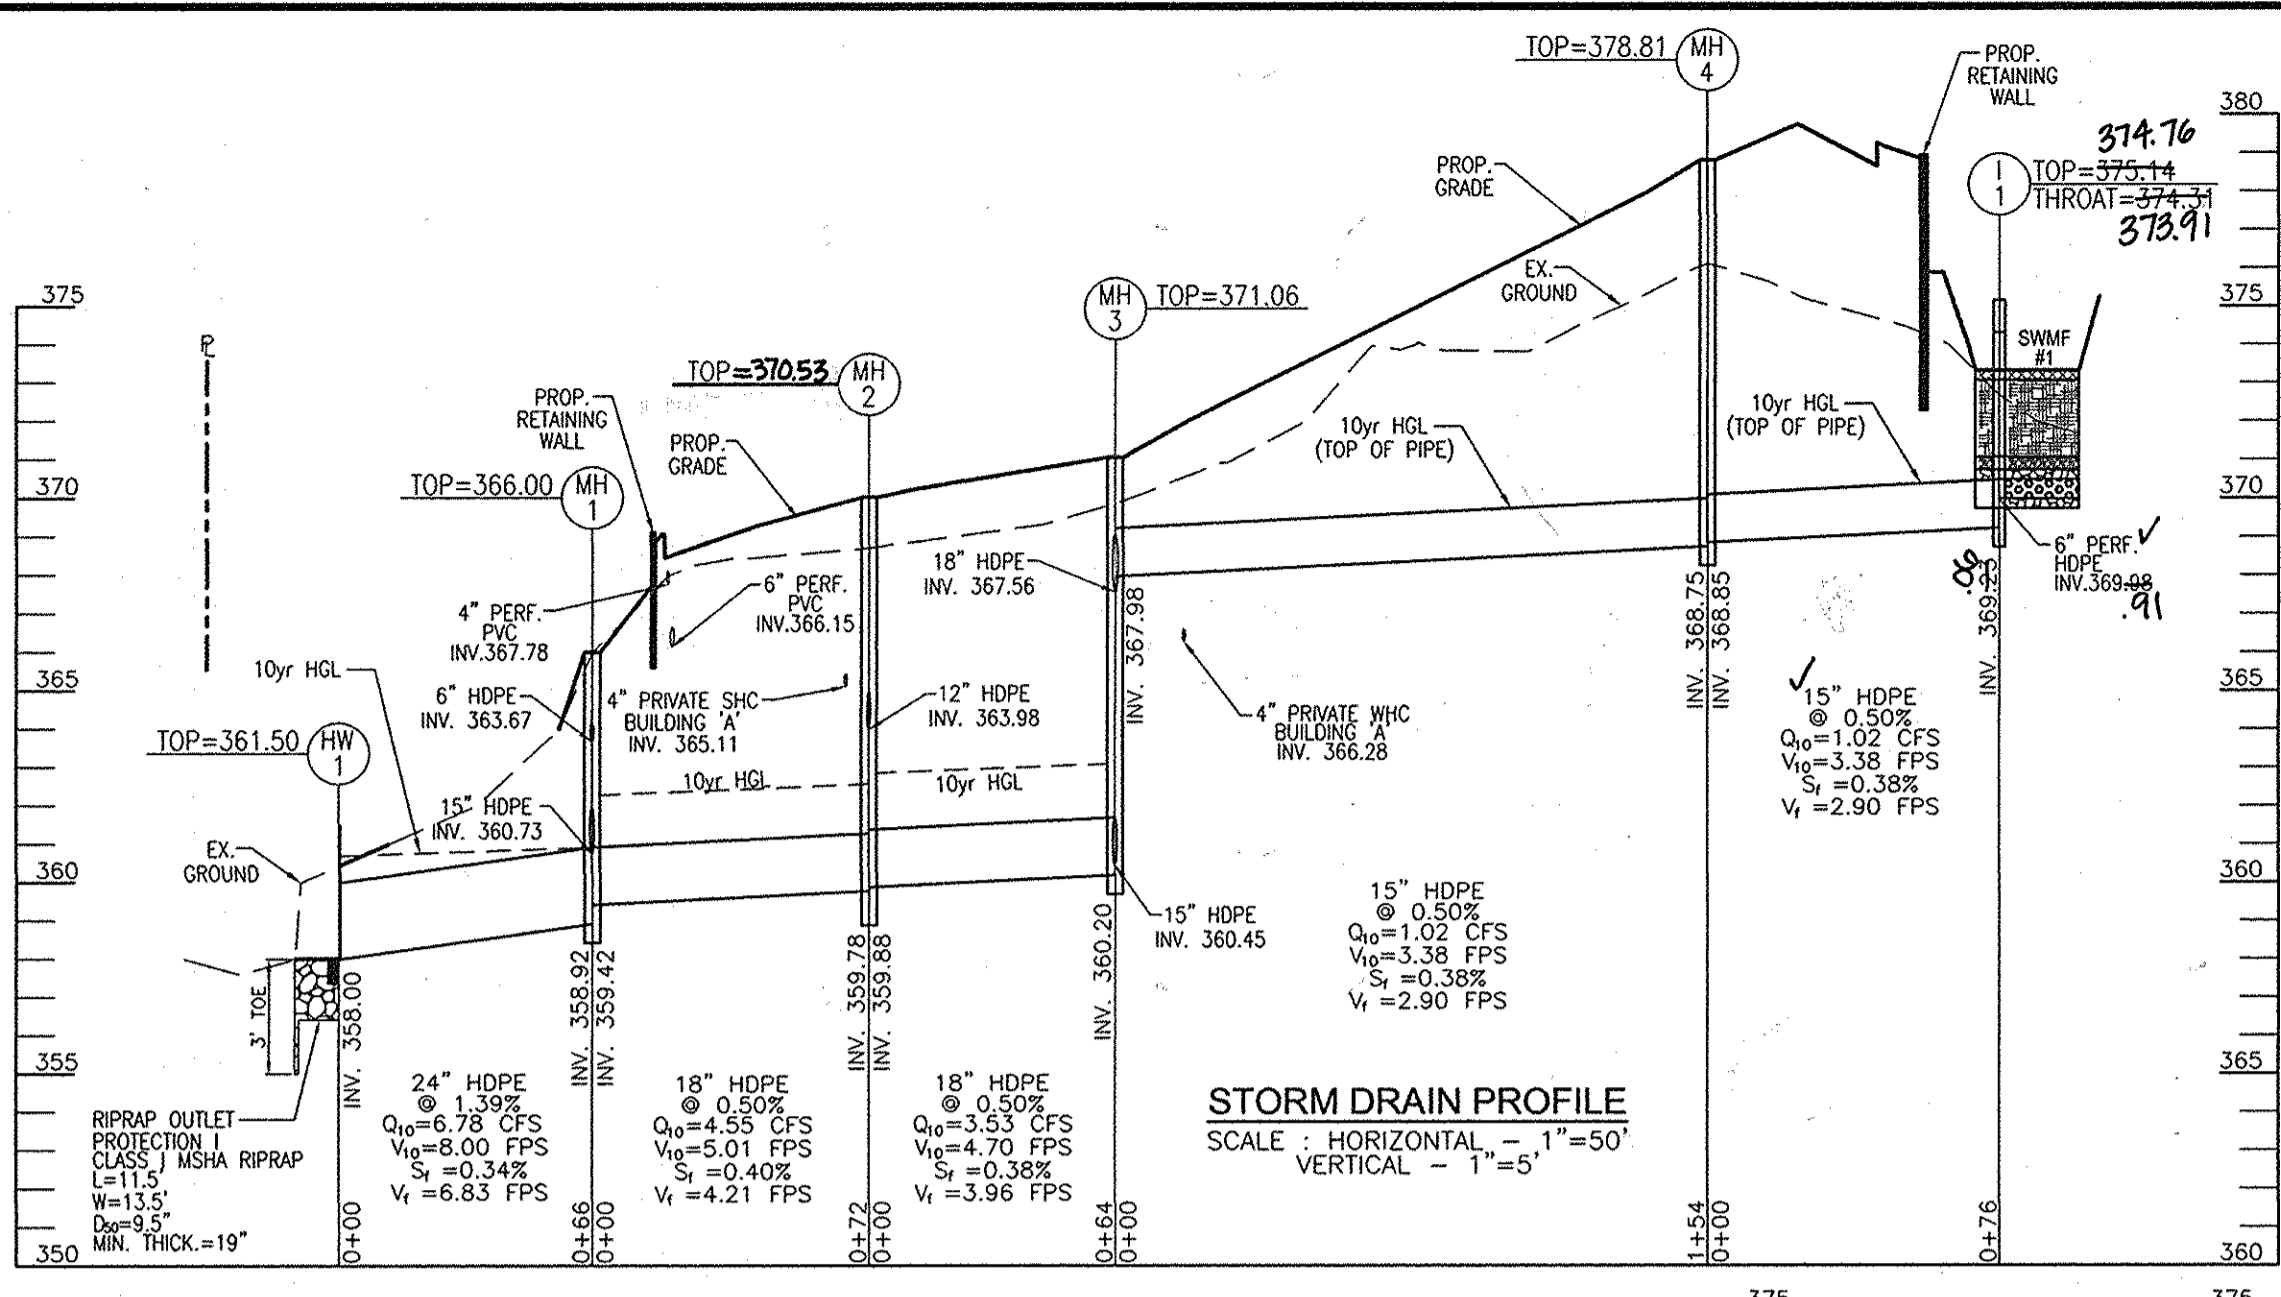 TOP=378.81
MH
4
PROP.
RETAINING
WALL
380
374.76
TOP=375.14
THROAT=374.31
373.91
I
1
PROP.
GRADE
EX.
GROUND
375
MH
3
TOP=371.06
375
SWMF
#1
PL
TOP=370.53
MH
2
PROP.
RETAINING
WALL
PROP.
GRADE
10yr HGL
(TOP OF PIPE)
10yr HGL
(TOP OF PIPE)
370
TOP=366.00
MH
1
370
18" HDPE
INV. 367.56
6" PERF.
HDPE
INV.369.98
.91
4" PERF.
PVC
INV.367.78
6" PERF.
PVC
INV.366.15
INV. 367.98
INV. 368.75
INV. 368.85
.06
INV. 369.23
10yr HGL
365
6" HDPE
INV. 363.67
4" PRIVATE SHC
BUILDING 'A'
INV. 365.11
12" HDPE
INV. 363.98
4" PRIVATE WHC
BUILDING 'A'
INV. 366.28
15" HDPE
@ 0.50%
Q10=1.02 CFS
V10=3.38 FPS
Sf =0.38%
Vf =2.90 FPS
365
TOP=361.50
HW
1
10yr HGL
10yr HGL
15" HDPE
INV. 360.73
EX.
GROUND
360
360
15" HDPE
INV. 360.45
15" HDPE
@ 0.50%
Q10=1.02 CFS
V10=3.38 FPS
Sf =0.38%
Vf =2.90 FPS
3' TOE
INV. 358.00
INV. 358.92
INV. 359.42
INV. 359.78
INV. 359.88
INV. 360.20
355
365
RIPRAP OUTLET
PROTECTION I
CLASS I MSHA RIPRAP
L=11.5'
W=13.5'
D50=9.5"
MIN. THICK.=19"
24" HDPE
@ 1.39%
Q10=6.78 CFS
V10=8.00 FPS
Sf =0.34%
Vf =6.83 FPS
18" HDPE
@ 0.50%
Q10=4.55 CFS
V10=5.01 FPS
Sf =0.40%
Vf =4.21 FPS
18" HDPE
@ 0.50%
Q10=3.53 CFS
V10=4.70 FPS
Sf =0.38%
Vf =3.96 FPS
STORM DRAIN PROFILE
SCALE : HORIZONTAL - 1"=50'
VERTICAL - 1"=5'
350
0+00
0+66
0+00
0+72
0+00
0+64
0+00
1+54
0+00
0+76
360
375
375